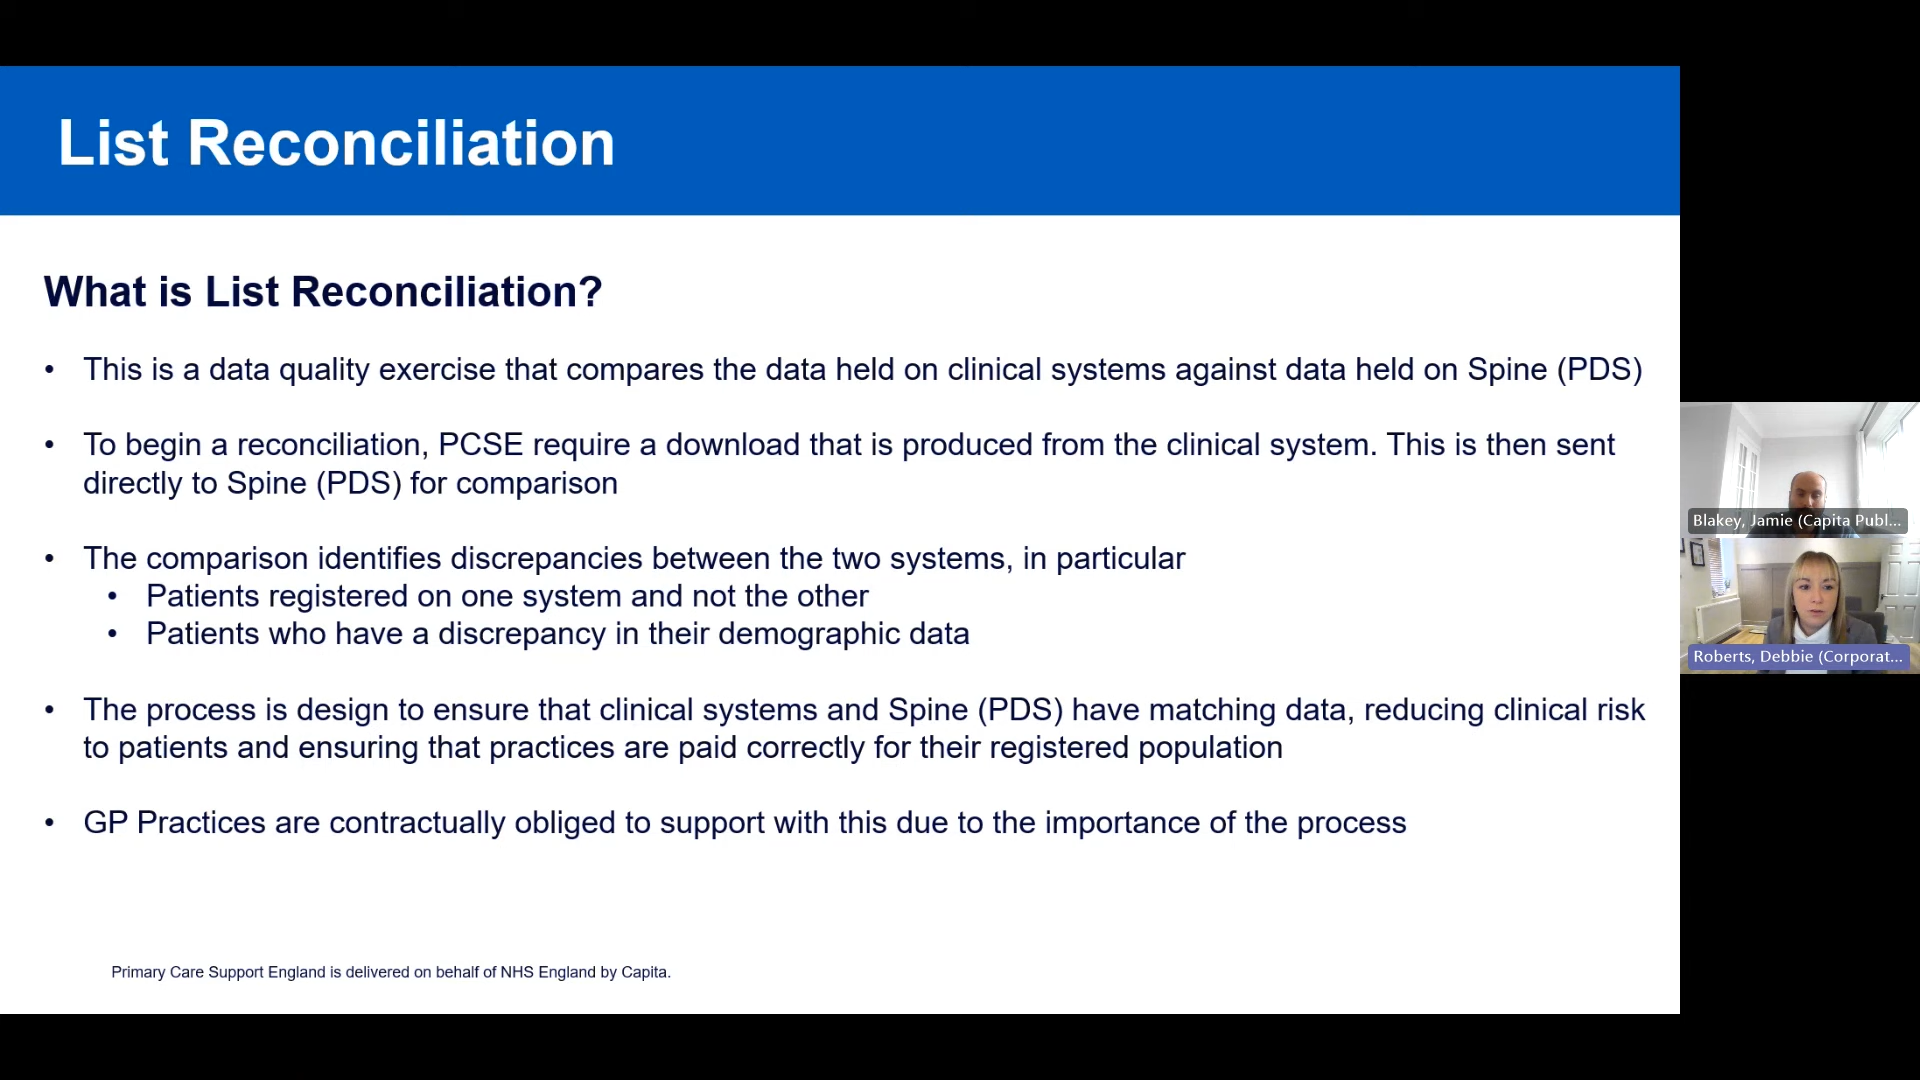 List Reconciliation
What is List Reconciliation?
• This is a data quality exercise that compares the data held on clinical systems against data held on Spine (PDS)
• To begin a reconciliation, PCSE require a download that is produced from the clinical system. This is then sent
directly to Spine (PDS) for comparison
• The comparison identifies discrepancies between the two systems, in particular
• Patients registered on one system and not the other
• Patients who have a discrepancy in their demographic data
• The process is design to ensure that clinical systems and Spine (PDS) have matching data, reducing clinical risk
to patients and ensuring that practices are paid correctly for their registered population
• GP Practices are contractually obliged to support with this due to the importance of the process
Primary Care Support England is delivered on behalf of NHS England by Capita.
Blakey, Jamie (Capita Publ...
Roberts, Debbie (Corporat...